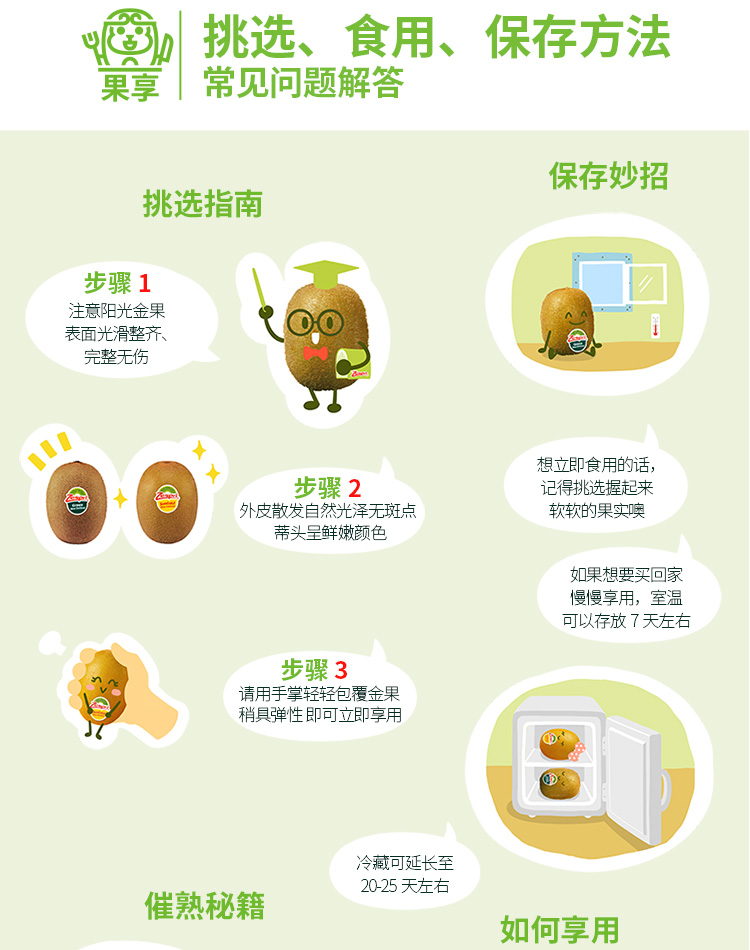 果享
挑选、食用、保存方法
常见问题解答
挑选指南
步骤 1
注意阳光金果
表面光滑整齐、
完整无伤
步骤 2
外皮散发自然光泽无斑点
蒂头呈鲜嫩颜色
步骤 3
请用手掌轻轻包覆金果
稍具弹性 即可立即享用
保存妙招
想立即食用的话，
记得挑选握起来
软软的果实噢
如果想要买回家
慢慢享用，室温
可以存放 7 天左右
冷藏可延长至
20-25 天左右
催熟秘籍
如何享用